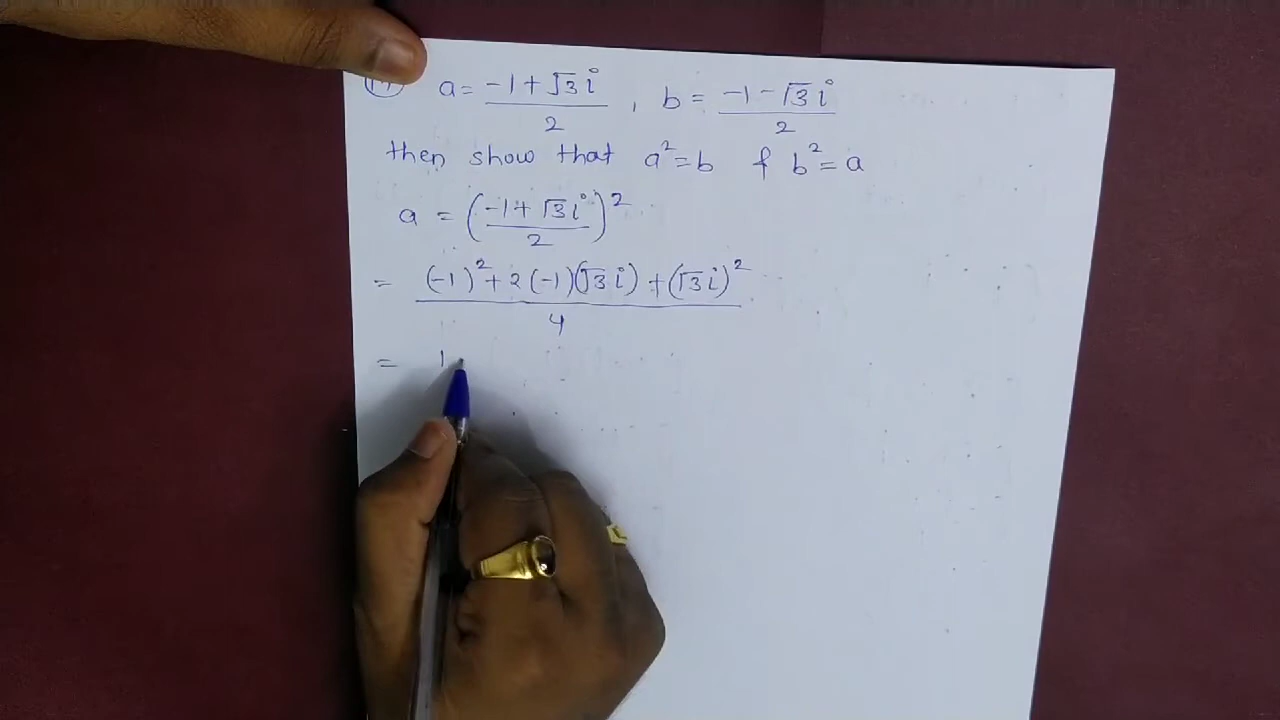 a = (-1 + √3 i)/2 , b = (-1 - √3 i)/2
then show that a² = b & b² = a
a = ((-1 + √3 i)/2)²
= ((-1)² + 2(-1)(√3 i) + (√3 i)²)/4
= 1